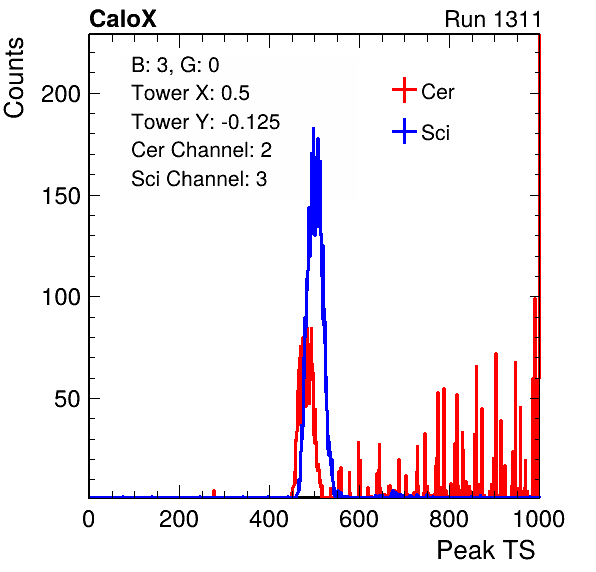 CaloX Run 1311
Counts
B: 3, G: 0
Tower X: 0.5
Tower Y: -0.125
Cer Channel: 2
Sci Channel: 3
Cer
Sci
200
150
100
50
0 200 400 600 800 1000
Peak TS